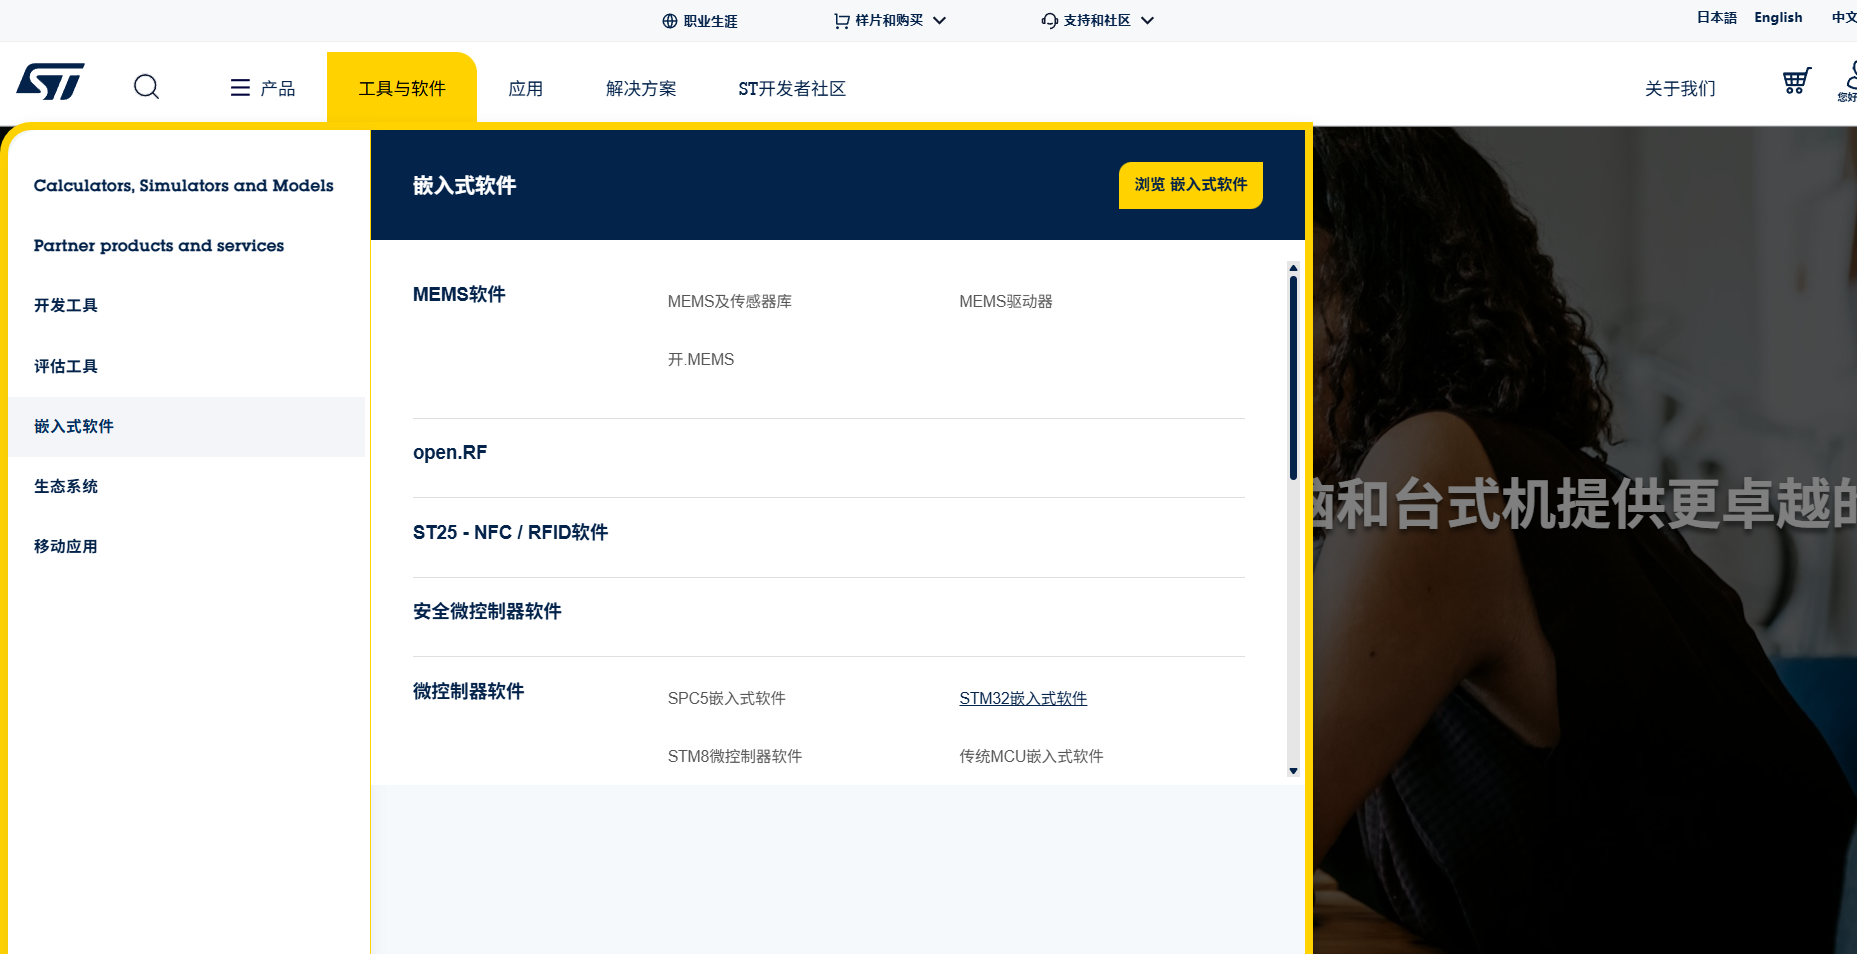 职业生涯
样片和购买
支持和社区
日本語 English 中文
ST
产品
工具与软件
应用
解决方案
ST开发者社区
关于我们
您好
Calculators, Simulators and Models
Partner products and services
开发工具
评估工具
嵌入式软件
生态系统
移动应用
嵌入式软件
浏览 嵌入式软件
MEMS软件
MEMS及传感器库
MEMS驱动器
开.MEMS
open.RF
ST25 - NFC / RFID软件
安全微控制器软件
微控制器软件
SPC5嵌入式软件
STM32嵌入式软件
STM8微控制器软件
传统MCU嵌入式软件
脑和台式机提供更卓越的